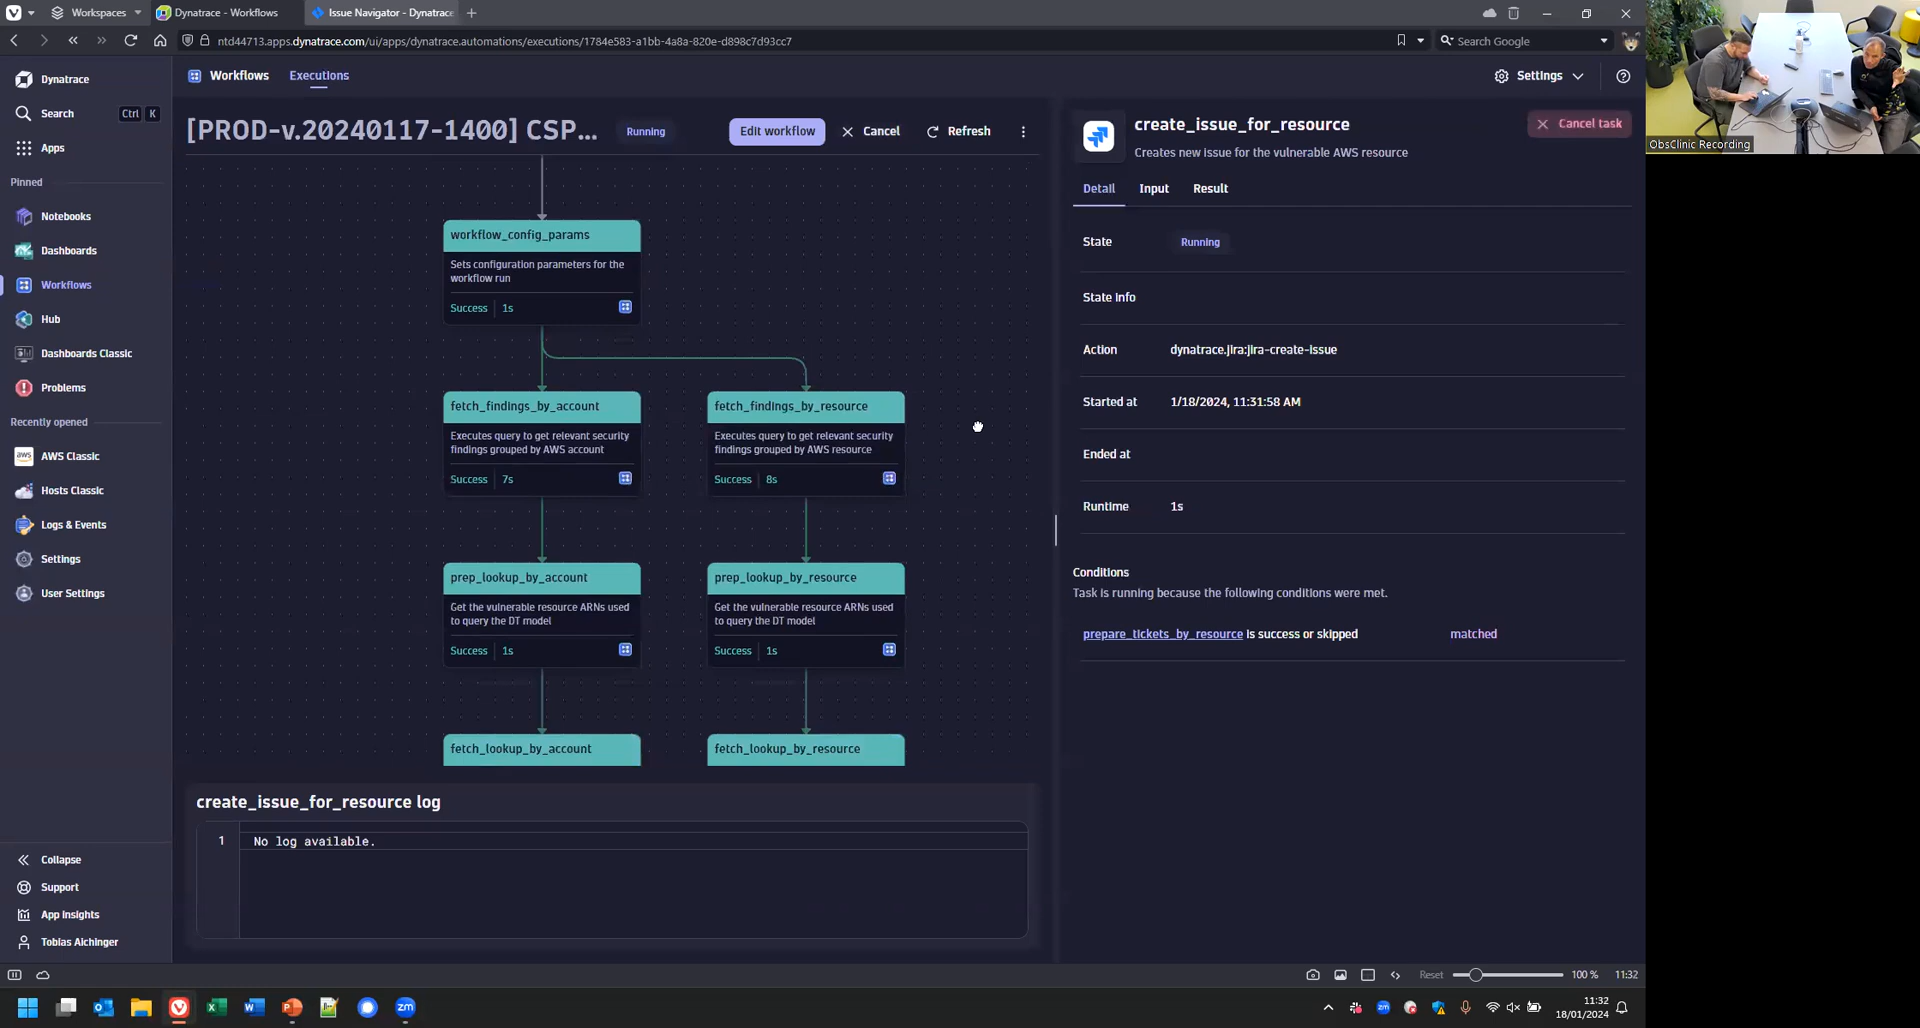 Workspaces
Dynatrace - Workflows
Issue Navigator - Dynatrace
ntd44713.apps.dynatrace.com/ui/apps/dynatrace.automations/executions/1784e583-a1bb-4a8a-820e-d898c7d93cc7
Search Google
Dynatrace
Search
Ctrl K
Apps
Pinned
Notebooks
Dashboards
Workflows
Hub
Dashboards Classic
Problems
Recently opened
AWS Classic
Hosts Classic
Logs & Events
Settings
User Settings
Collapse
Support
App Insights
Tobias Aichinger
Workflows
Executions
Settings
[PROD-v.20240117-1400] CSP...
Running
Edit workflow
Cancel
Refresh
workflow_config_params
Sets configuration parameters for the
workflow run
Success 1s
fetch_findings_by_account
Executes query to get relevant security
findings grouped by AWS account
Success 7s
fetch_findings_by_resource
Executes query to get relevant security
findings grouped by AWS resource
Success 8s
prep_lookup_by_account
Get the vulnerable resource ARNs used
to query the DT model
Success 1s
prep_lookup_by_resource
Get the vulnerable resource ARNs used
to query the DT model
Success 1s
fetch_lookup_by_account
fetch_lookup_by_resource
create_issue_for_resource log
1 No log available.
create_issue_for_resource
Creates new issue for the vulnerable AWS resource
Cancel task
Detail
Input
Result
State Running
State info
Action dynatrace.jira:jira-create-issue
Started at 1/18/2024, 11:31:58 AM
Ended at
Runtime 1s
Conditions
Task is running because the following conditions were met.
prepare_tickets_by_resource is success or skipped matched
ObsClinic Recording
Reset
100 %
11:32
11:32
18/01/2024